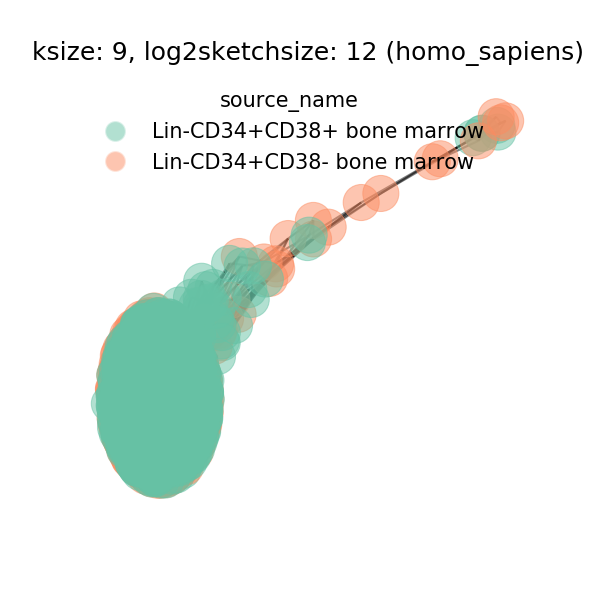 ksize: 9, log2sketchsize: 12 (homo_sapiens)
source_name
Lin-CD34+CD38+ bone marrow
Lin-CD34+CD38- bone marrow